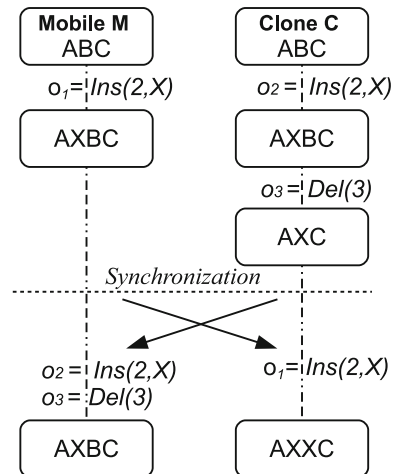 Mobile M
ABC
Clone C
ABC
o1= Ins(2,X)
o2 = Ins(2,X)
AXBC
AXBC
o3 = Del(3)
AXC
Synchronization
o2 = Ins(2,X)
o3 = Del(3)
o1= Ins(2,X)
AXBC
AXXC